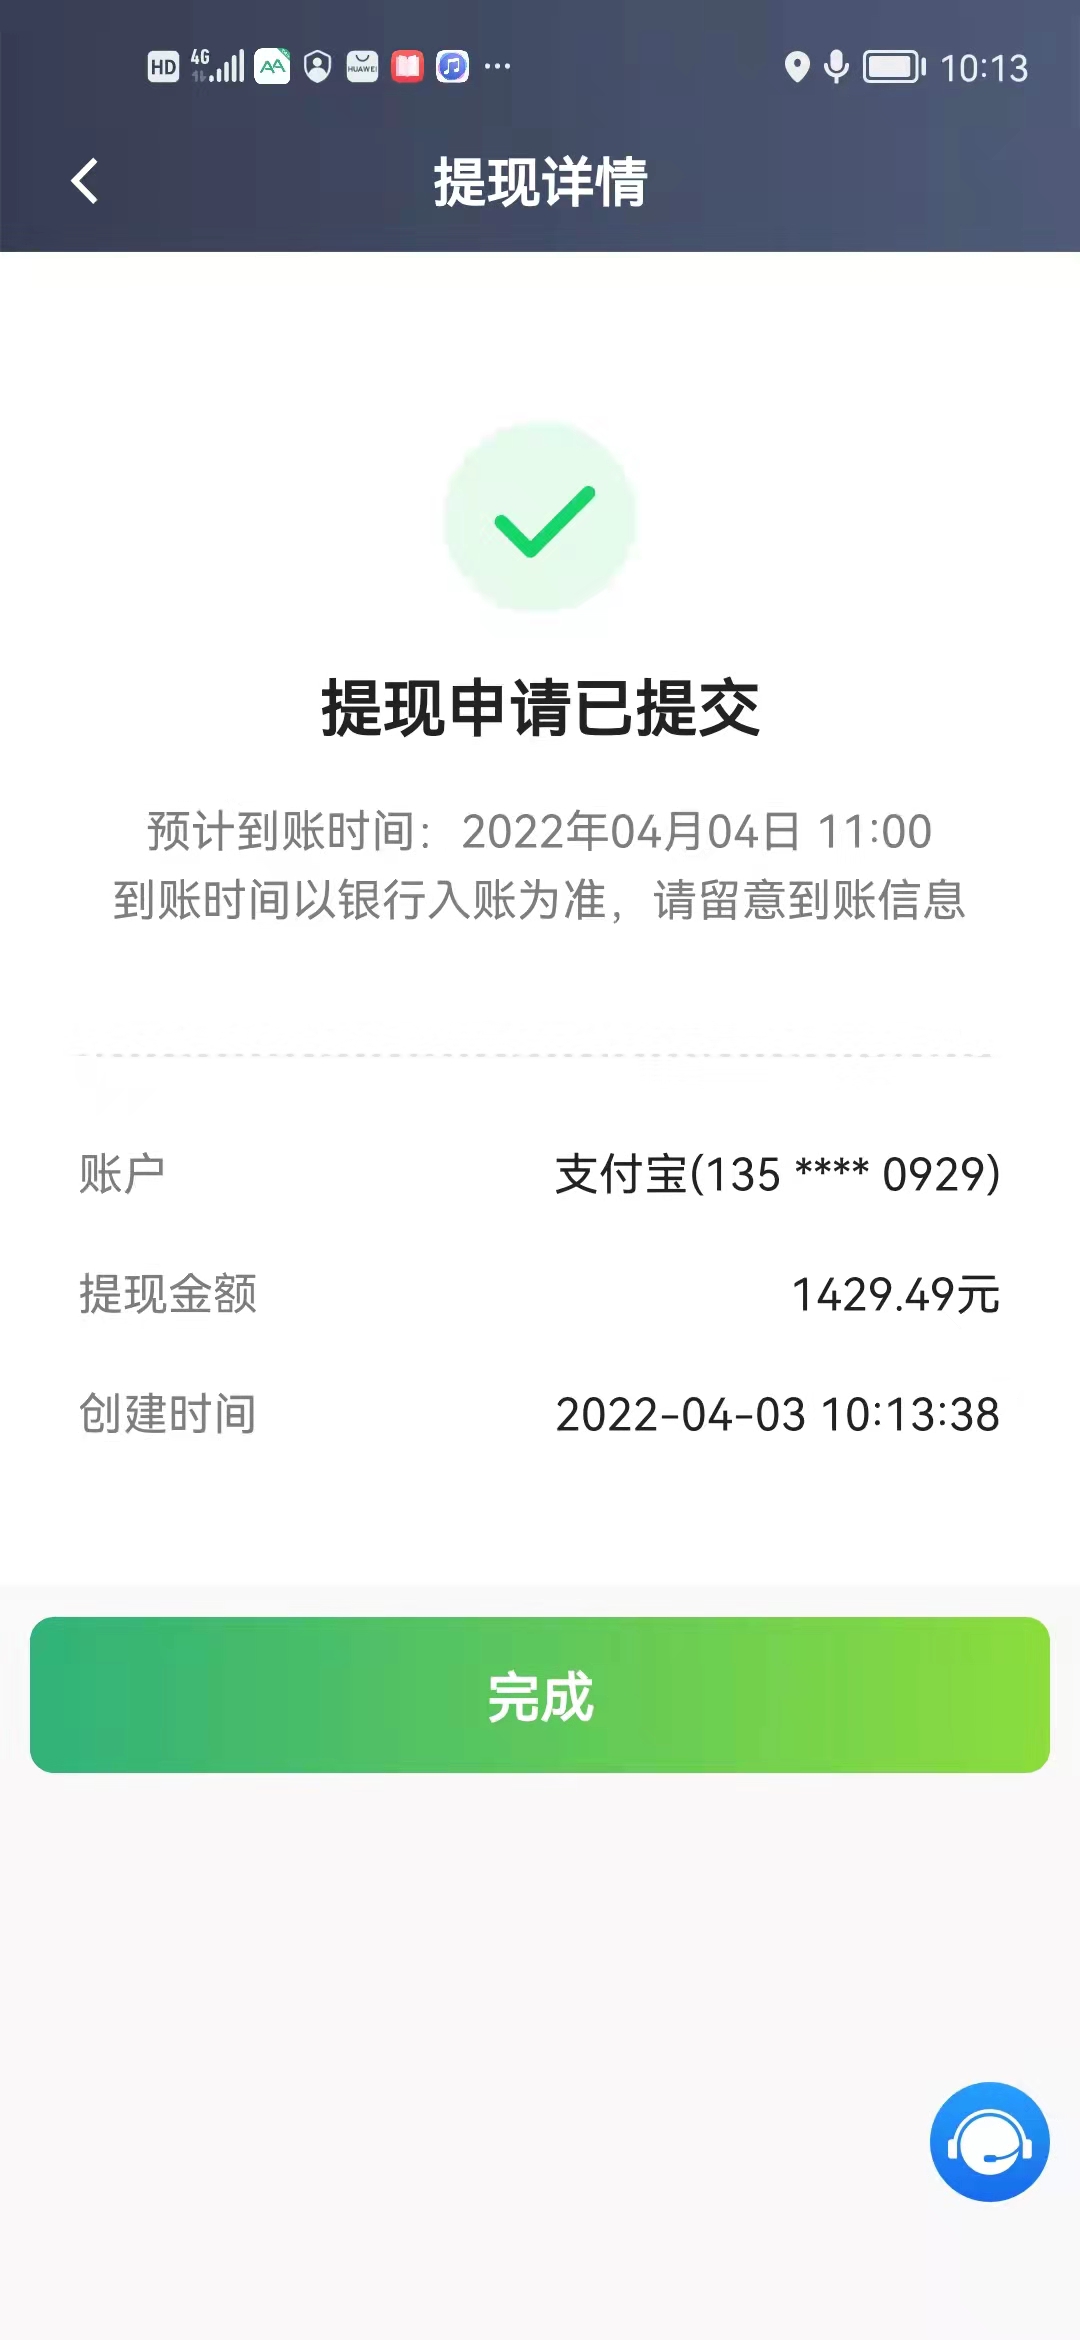 HD 4G AA HUAWEI ... 10:13
提现详情
提现申请已提交
预计到账时间：2022年04月04日 11:00
到账时间以银行入账为准，请留意到账信息
账户 支付宝(135 **** 0929)
提现金额 1429.49元
创建时间 2022-04-03 10:13:38
完成